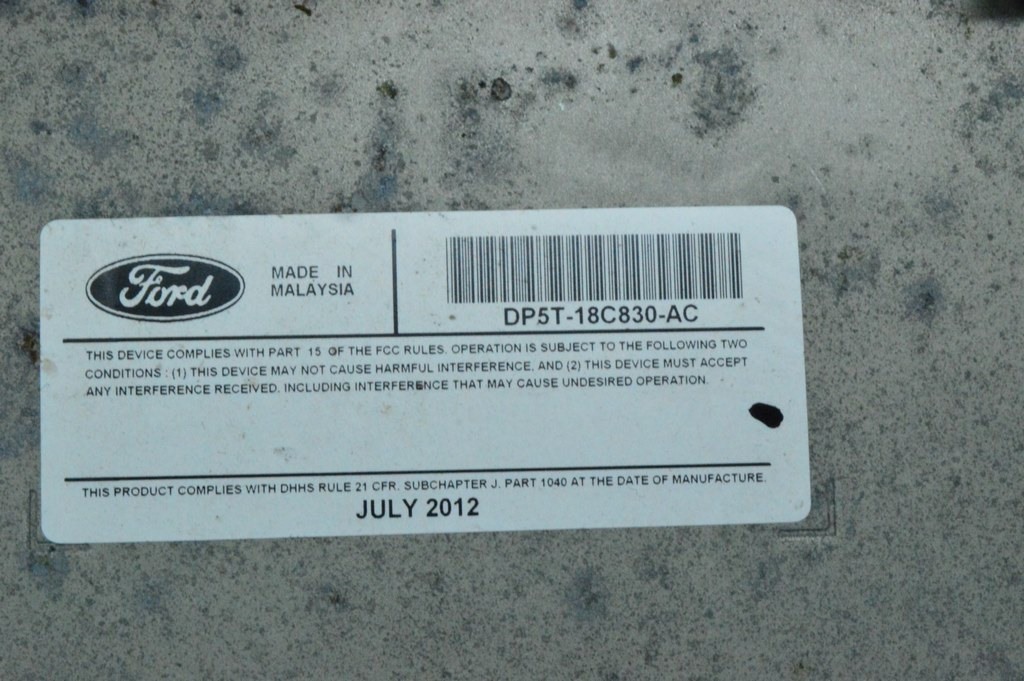 Ford
MADE IN
MALAYSIA
DP5T-18C830-AC
THIS DEVICE COMPLIES WITH PART 15 OF THE FCC RULES. OPERATION IS SUBJECT TO THE FOLLOWING TWO
CONDITIONS : (1) THIS DEVICE MAY NOT CAUSE HARMFUL INTERFERENCE. AND (2) THIS DEVICE MUST ACCEPT
ANY INTERFERENCE RECEIVED. INCLUDING INTERFERENCE THAT MAY CAUSE UNDESIRED OPERATION.
THIS PRODUCT COMPLIES WITH DHHS RULE 21 CFR. SUBCHAPTER J. PART 1040 AT THE DATE OF MANUFACTURE.
JULY 2012